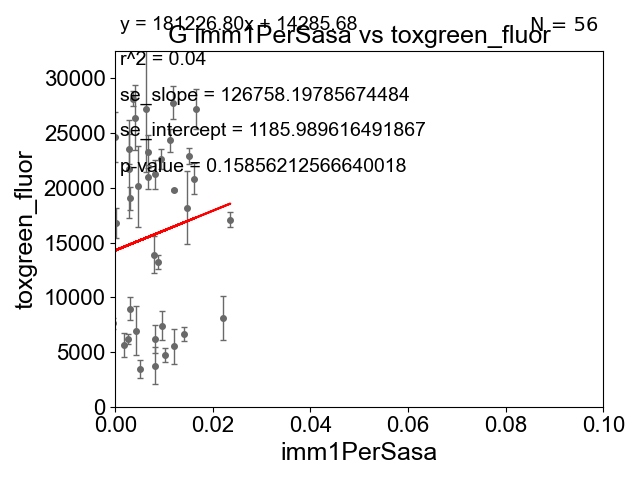 y = 181226.80x + 14285.68
N = 56
G Imm1PerSasa vs toxgreen_fluor
r^2 = 0.04
se_slope = 126758.19785674484
se_intercept = 1185.989616491867
p-value = 0.15856212566640018
toxgreen_fluor
30000
25000
20000
15000
10000
5000
0
0.00 0.02 0.04 0.06 0.08 0.10
imm1PerSasa